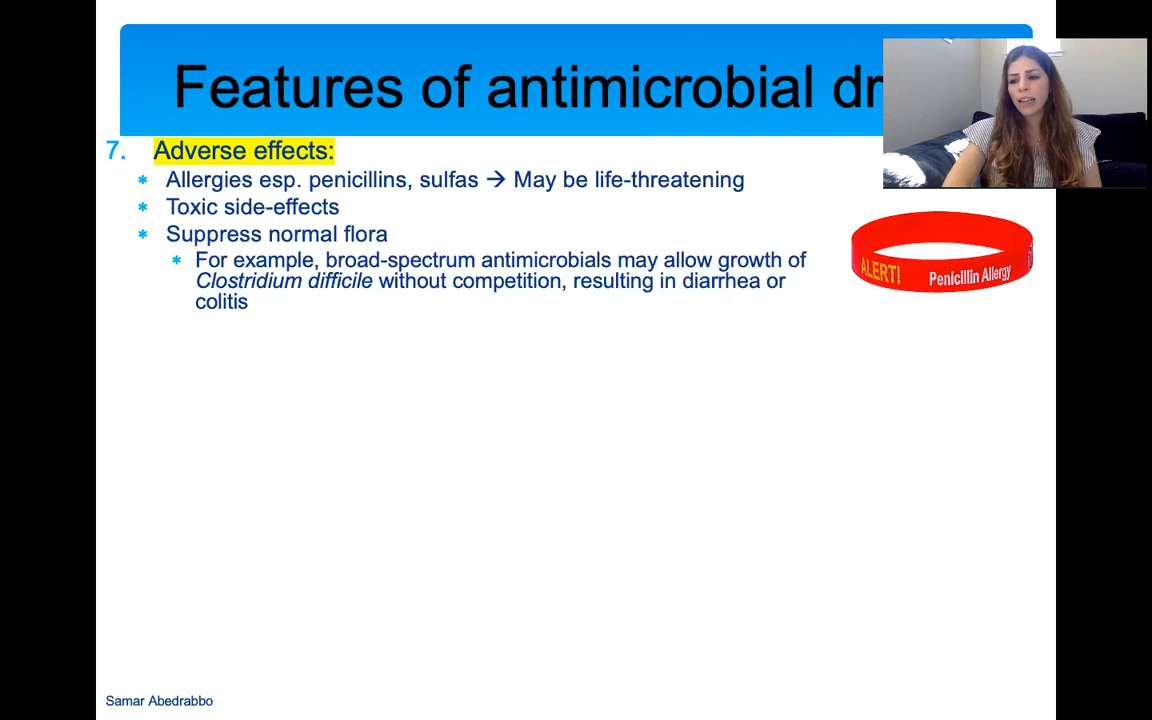 Features of antimicrobial dr
7. Adverse effects:
* Allergies esp. penicillins, sulfas → May be life-threatening
* Toxic side-effects
* Suppress normal flora
* For example, broad-spectrum antimicrobials may allow growth of
Clostridium difficile without competition, resulting in diarrhea or
colitis
ALERT! Penicillin Allergy
Samar Abedrabbo